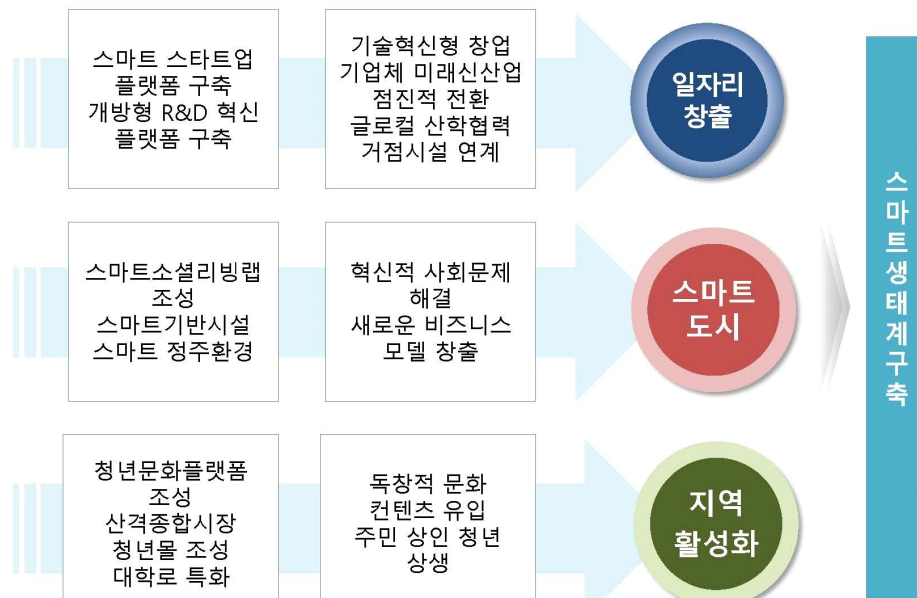 스마트 스타트업
플랫폼 구축
개방형 R&D 혁신
플랫폼 구축
기술혁신형 창업
기업체 미래신산업
점진적 전환
글로컬 산학협력
거점시설 연계
일자리
창출
스마트소셜리빙랩
조성
스마트기반시설
스마트 정주환경
혁신적 사회문제
해결
새로운 비즈니스
모델 창출
스마트
도시
청년문화플랫폼
조성
산격종합시장
청년몰 조성
대학로 특화
독창적 문화
컨텐츠 유입
주민 상인 청년
상생
지역
활성화
스마트생태계구축